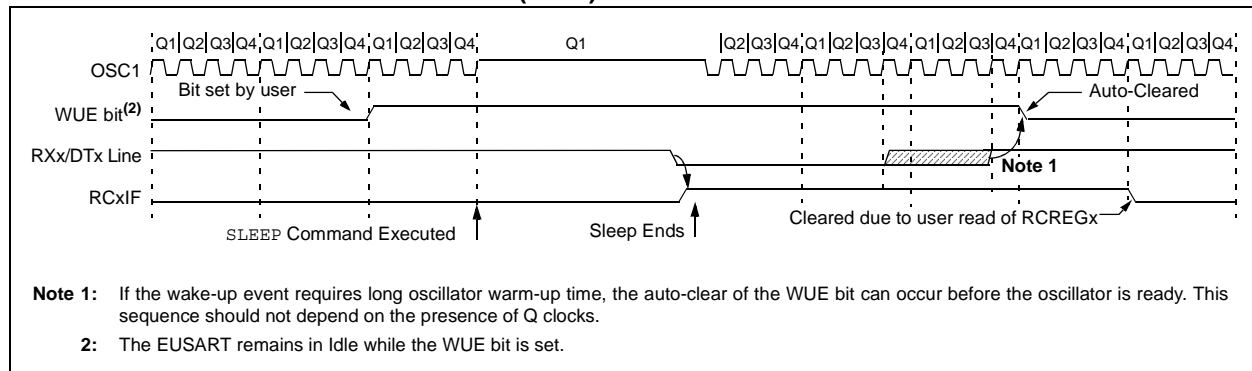 Q1 Q2 Q3 Q4 Q1 Q2 Q3 Q4 Q1 Q2 Q3 Q4 Q1 Q2 Q3 Q4 Q1 Q2 Q3 Q4 Q1 Q2 Q3 Q4 Q1 Q2 Q3 Q4 Q1 Q2 Q3 Q4
OSC1
Bit set by user
Auto-Cleared
WUE bit(2)
RXx/DTx Line
Note 1
RCxIF
Cleared due to user read of RCREGx
SLEEP Command Executed
Sleep Ends
Note 1: If the wake-up event requires long oscillator warm-up time, the auto-clear of the WUE bit can occur before the oscillator is ready. This
sequence should not depend on the presence of Q clocks.
2: The EUSART remains in Idle while the WUE bit is set.